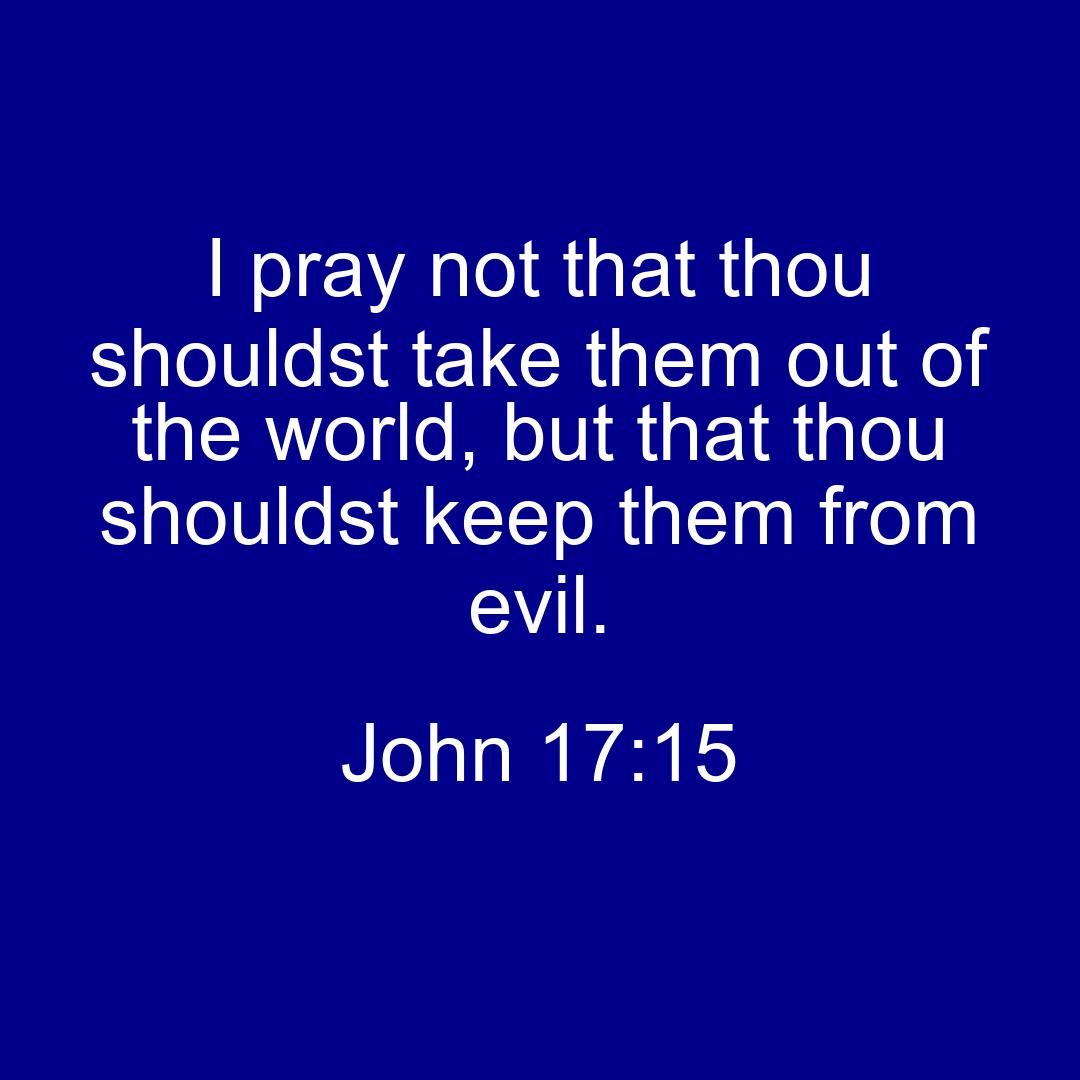 I pray not that thou
shouldst take them out of
the world, but that thou
shouldst keep them from
evil.
John 17:15